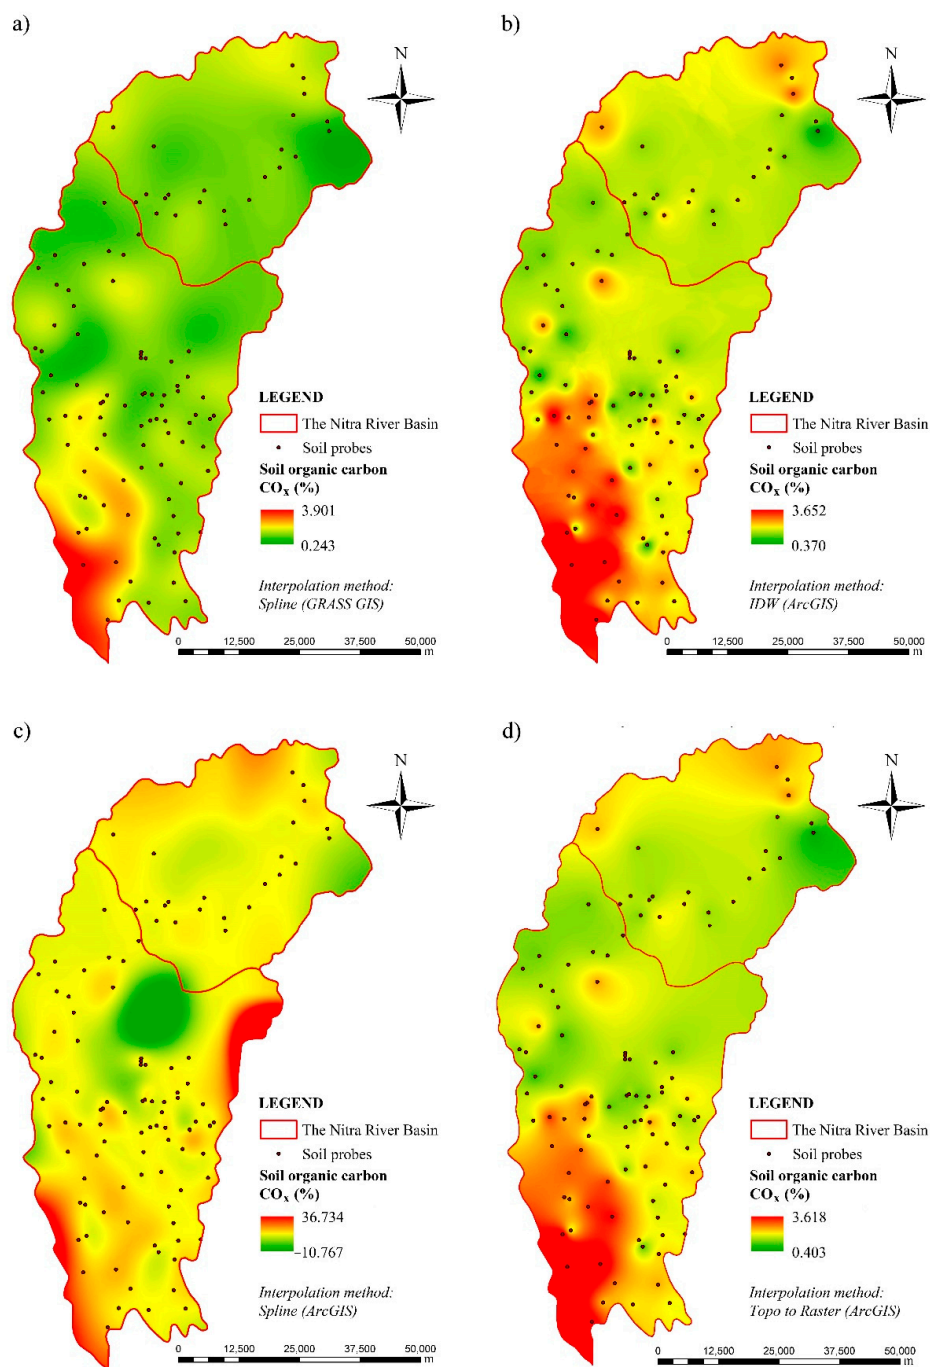 a)
N
LEGEND
The Nitra River Basin
Soil probes
Soil organic carbon
COx (%)
3.901
0.243
Interpolation method:
Spline (GRASS GIS)
0 12,500 25,000 37,500 50,000
m
b)
N
LEGEND
The Nitra River Basin
Soil probes
Soil organic carbon
COx (%)
3.652
0.370
Interpolation method:
IDW (ArcGIS)
0 12,500 25,000 37,500 50,000
m
c)
N
LEGEND
The Nitra River Basin
Soil probes
Soil organic carbon
COx (%)
36.734
–10.767
Interpolation method:
Spline (ArcGIS)
0 12,500 25,000 37,500 50,000
m
d)
N
LEGEND
The Nitra River Basin
Soil probes
Soil organic carbon
COx (%)
3.618
0.403
Interpolation method:
Topo to Raster (ArcGIS)
0 12,500 25,000 37,500 50,000
m